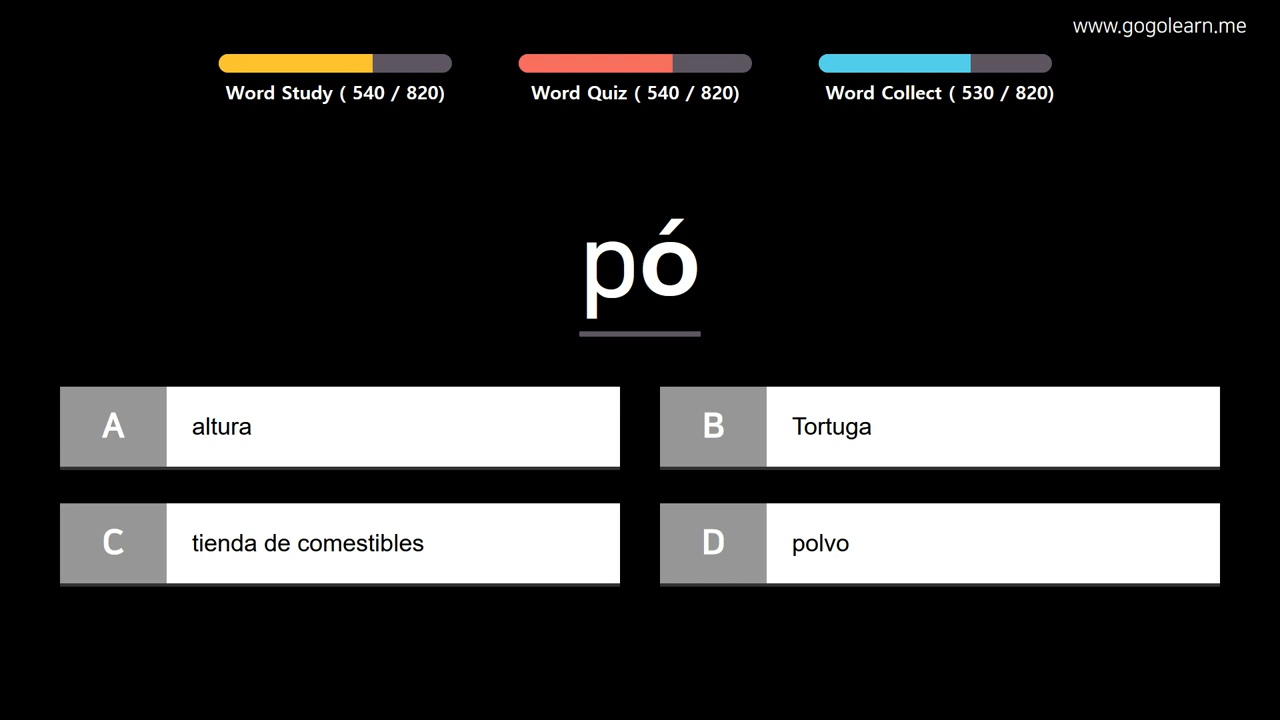 www.gogolearn.me
Word Study ( 540 / 820)
Word Quiz ( 540 / 820)
Word Collect ( 530 / 820)
pó
A altura
B Tortuga
C tienda de comestibles
D polvo